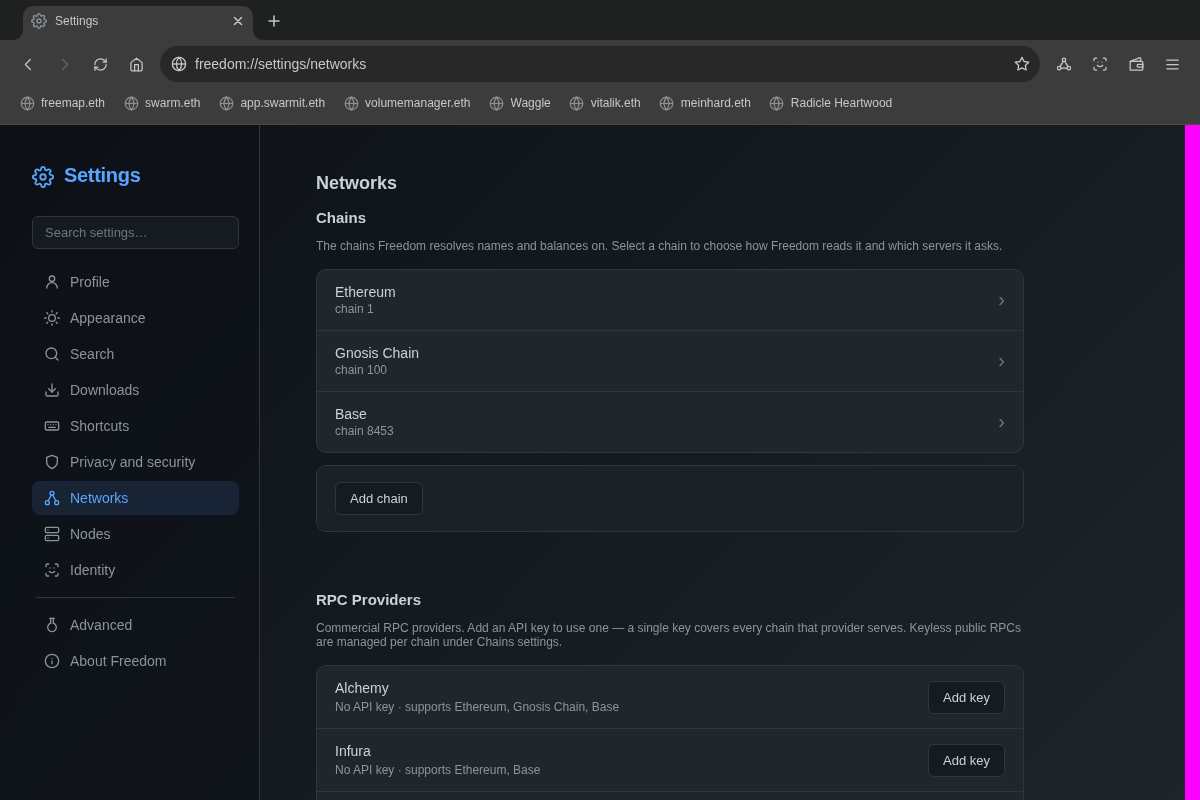 Settings
freedom://settings/networks
freemap.eth
swarm.eth
app.swarmit.eth
volumemanager.eth
Waggle
vitalik.eth
meinhard.eth
Radicle Heartwood
Settings
Search settings…
Profile
Appearance
Search
Downloads
Shortcuts
Privacy and security
Networks
Nodes
Identity
Advanced
About Freedom
Networks
Chains
The chains Freedom resolves names and balances on. Select a chain to choose how Freedom reads it and which servers it asks.
Ethereum
chain 1
Gnosis Chain
chain 100
Base
chain 8453
Add chain
RPC Providers
Commercial RPC providers. Add an API key to use one — a single key covers every chain that provider serves. Keyless public RPCs
are managed per chain under Chains settings.
Alchemy
No API key · supports Ethereum, Gnosis Chain, Base
Add key
Infura
No API key · supports Ethereum, Base
Add key